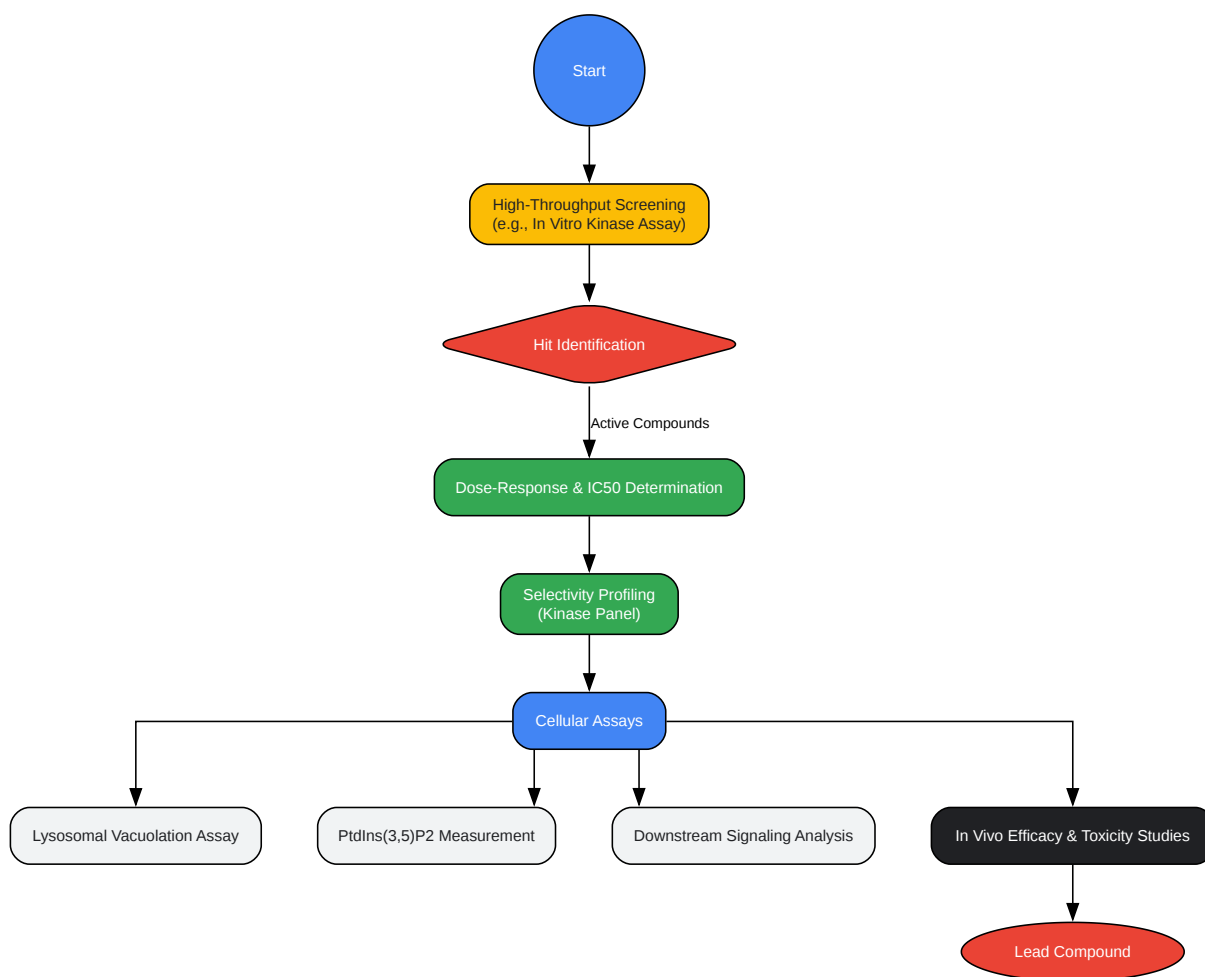 Start
High-Throughput Screening
(e.g., In Vitro Kinase Assay)
Hit Identification
Active Compounds
Dose-Response & IC50 Determination
Selectivity Profiling
(Kinase Panel)
Cellular Assays
Lysosomal Vacuolation Assay
PtdIns(3,5)P2 Measurement
Downstream Signaling Analysis
In Vivo Efficacy & Toxicity Studies
Lead Compound